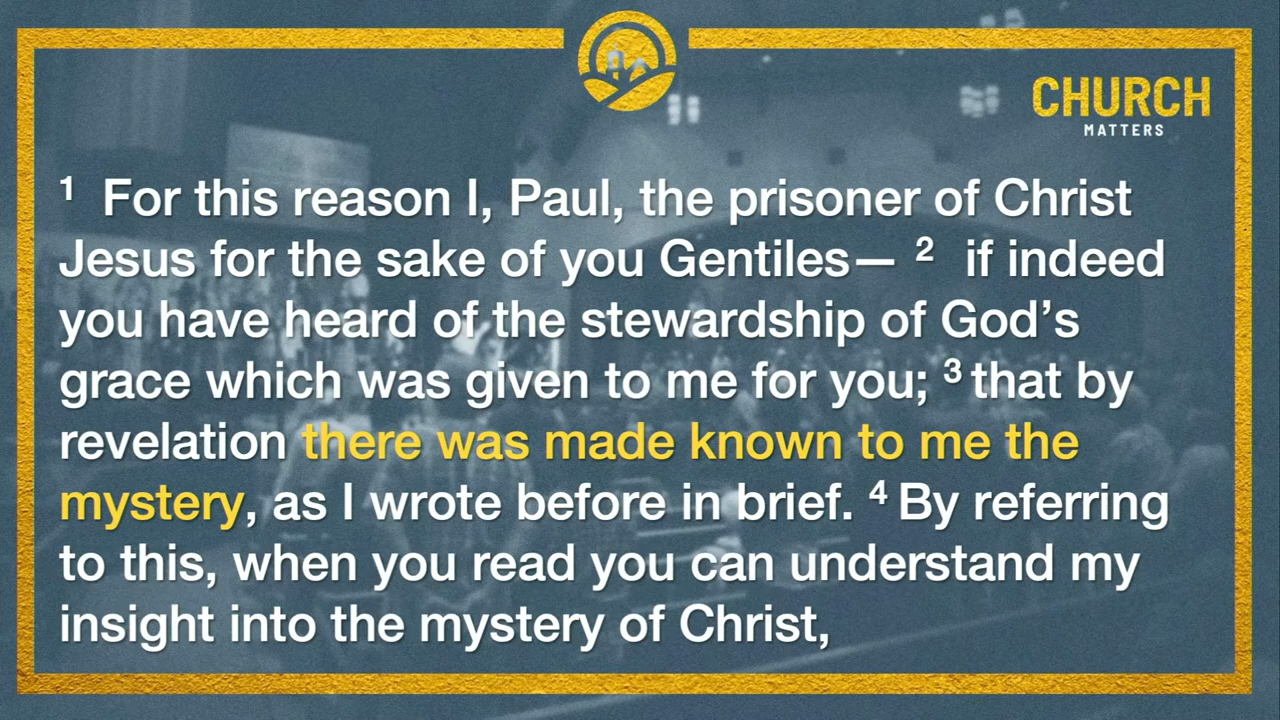 CHURCH
MATTERS
¹ For this reason I, Paul, the prisoner of Christ
Jesus for the sake of you Gentiles— ² if indeed
you have heard of the stewardship of God’s
grace which was given to me for you; ³ that by
revelation there was made known to me the
mystery, as I wrote before in brief. ⁴ By referring
to this, when you read you can understand my
insight into the mystery of Christ,